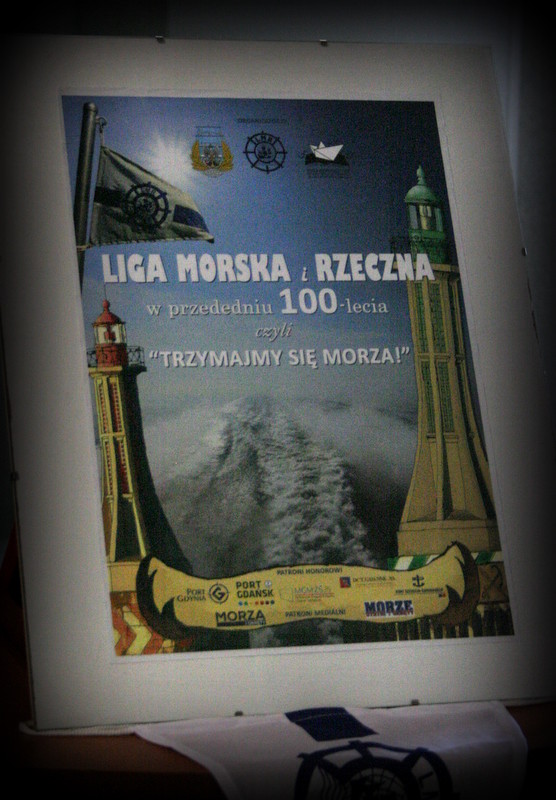 LIGA MORSKA i RZECZNA
w przededniu 100-lecia
czyli
"TRZYMAJMY SIĘ MORZA!"
PATRONI HONOROWI
PORT GDYNIA
PORT GDAŃSK
PATRONI MEDIALNI
MORZA
MORZE